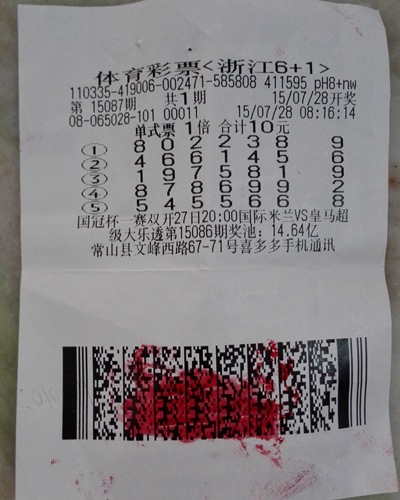 体育彩票<浙江6+1>
110335-419006-002471-585808 411595 pH8+nw
第 15087期 共1期 15/07/28开奖
08-065028-101 00011 15/07/28 08:16:14
单式票 1倍 合计10元
① 8 0 2 2 3 8 9
② 4 6 6 1 4 5 6
③ 1 9 7 5 8 1 9
④ 8 7 8 6 9 9 2
⑤ 5 4 5 5 6 6 8
国冠杯一赛双开27日20:00国际米兰VS皇马超
级大乐透第15086期奖池：14.64亿
常山县文峰西路67-71号喜多多手机通讯